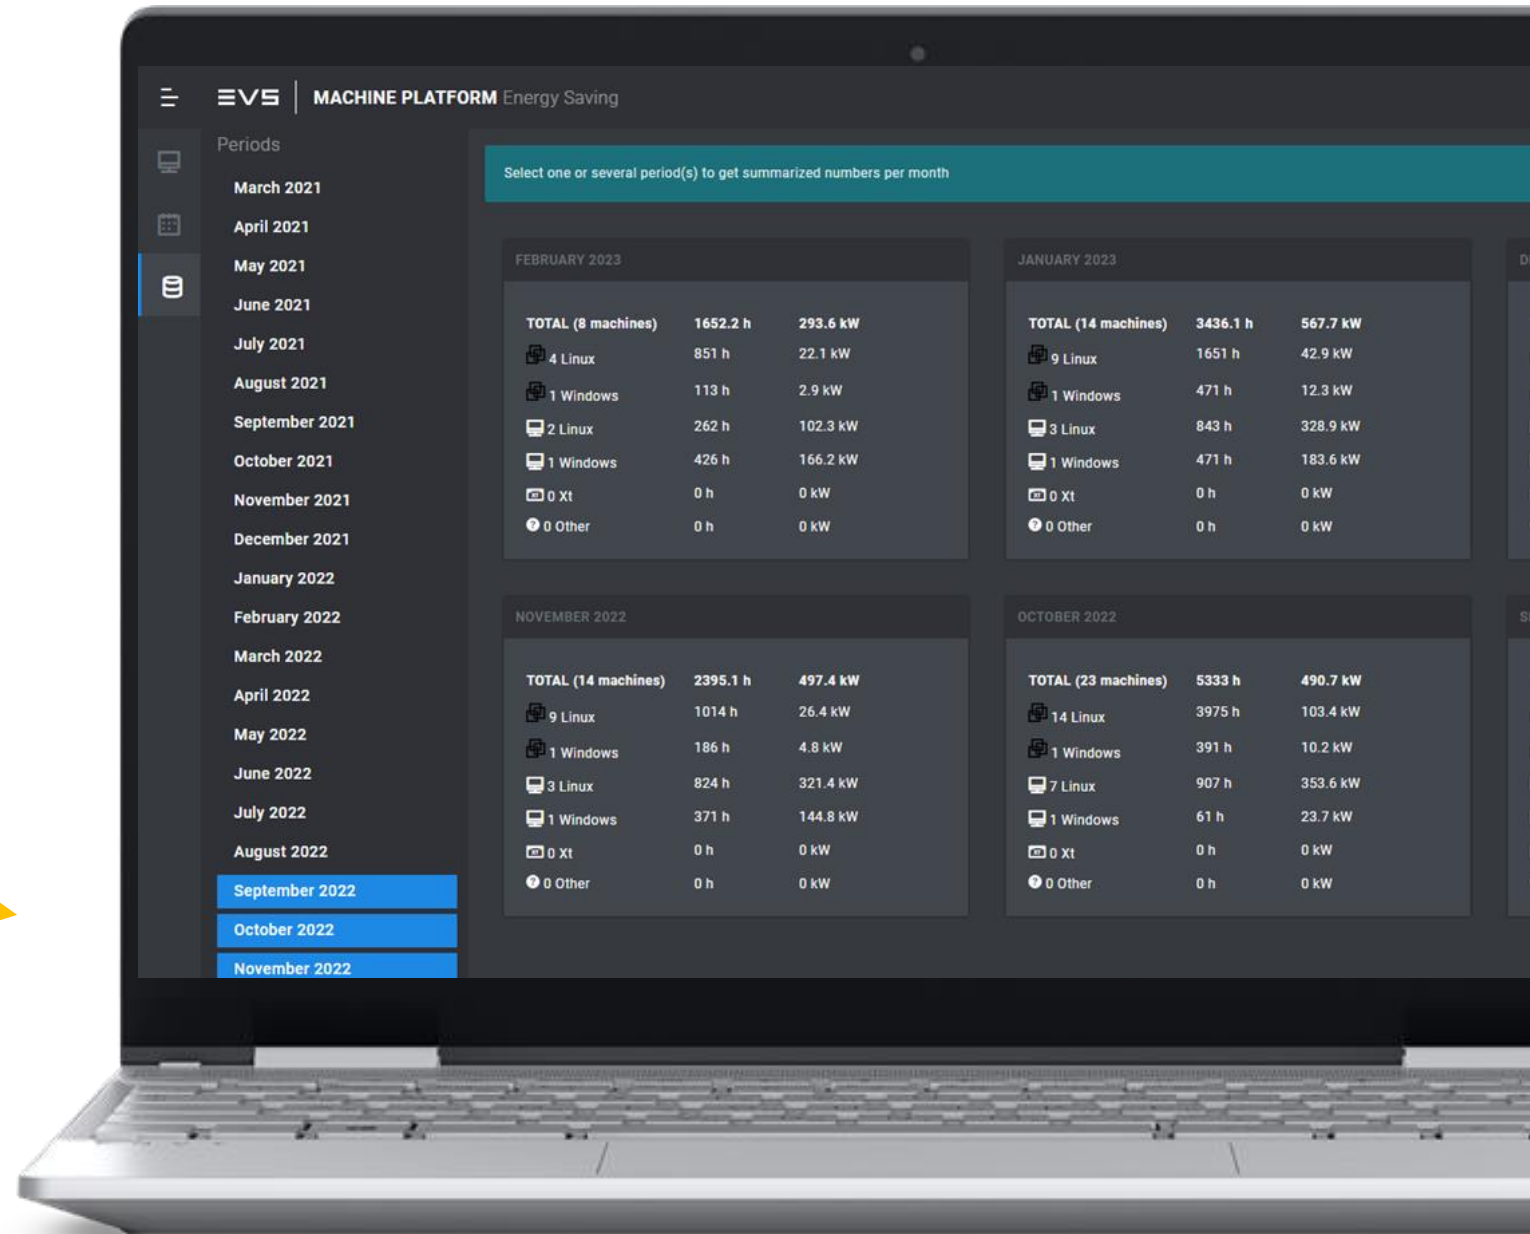 EVS MACHINE PLATFORM Energy Saving
Periods
March 2021
April 2021
May 2021
June 2021
July 2021
August 2021
September 2021
October 2021
November 2021
December 2021
January 2022
February 2022
March 2022
April 2022
May 2022
June 2022
July 2022
August 2022
September 2022
October 2022
November 2022
Select one or several period(s) to get summarized numbers per month
FEBRUARY 2023
TOTAL (8 machines) 1652.2 h 293.6 kW
4 Linux 851 h 22.1 kW
1 Windows 113 h 2.9 kW
2 Linux 262 h 102.3 kW
1 Windows 426 h 166.2 kW
0 Xt 0 h 0 kW
0 Other 0 h 0 kW
JANUARY 2023
TOTAL (14 machines) 3436.1 h 567.7 kW
9 Linux 1651 h 42.9 kW
1 Windows 471 h 12.3 kW
3 Linux 843 h 328.9 kW
1 Windows 471 h 183.6 kW
0 Xt 0 h 0 kW
0 Other 0 h 0 kW
NOVEMBER 2022
TOTAL (14 machines) 2395.1 h 497.4 kW
9 Linux 1014 h 26.4 kW
1 Windows 186 h 4.8 kW
3 Linux 824 h 321.4 kW
1 Windows 371 h 144.8 kW
0 Xt 0 h 0 kW
0 Other 0 h 0 kW
OCTOBER 2022
TOTAL (23 machines) 5333 h 490.7 kW
14 Linux 3975 h 103.4 kW
1 Windows 391 h 10.2 kW
7 Linux 907 h 353.6 kW
1 Windows 61 h 23.7 kW
0 Xt 0 h 0 kW
0 Other 0 h 0 kW